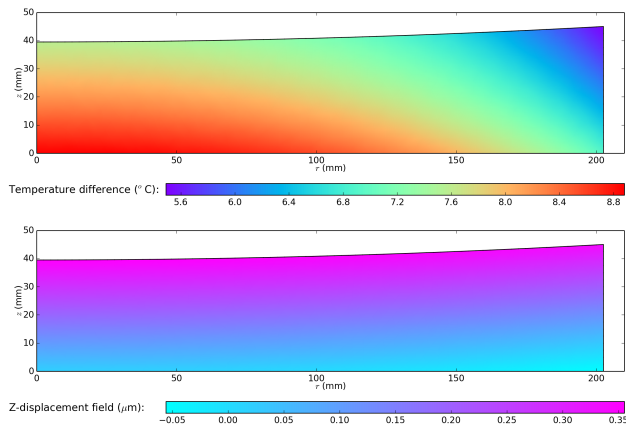 50
40
30
20
10
0
z (mm)
0 50 100 150 200
r (mm)
Temperature difference (° C):
5.6 6.0 6.4 6.8 7.2 7.6 8.0 8.4 8.8
50
40
30
20
10
0
z (mm)
0 50 100 150 200
r (mm)
Z-displacement field (μm):
−0.05 0.00 0.05 0.10 0.15 0.20 0.25 0.30 0.35